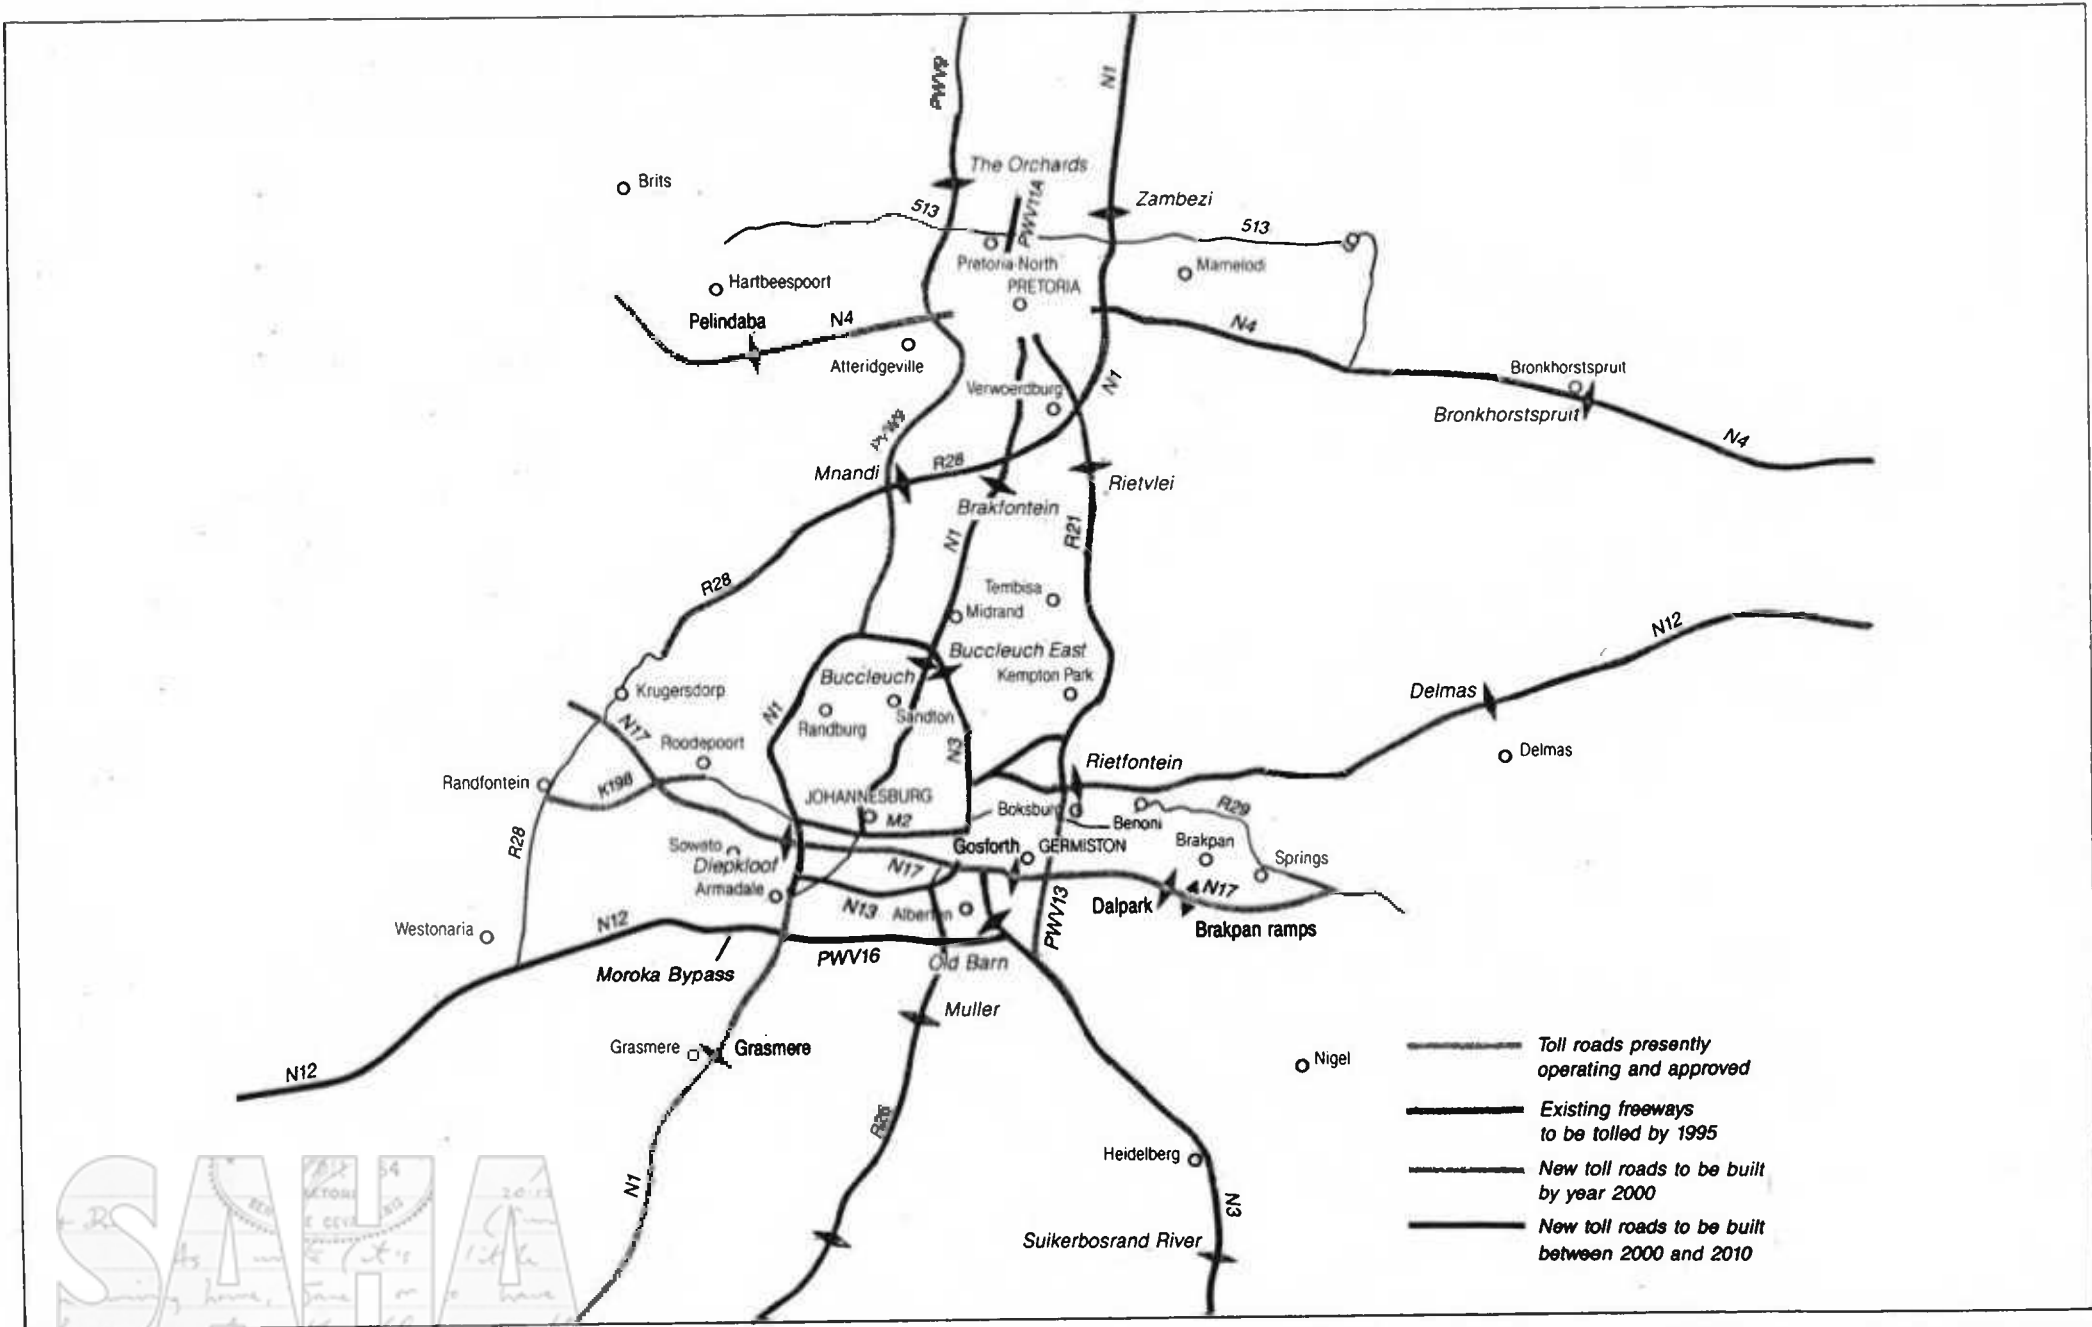 PWV9
N1
The Orchards
Brits
PWV11A
Zambezi
513
513
Pretoria-North
Mamelodi
Hartbeespoort
PRETORIA
Pelindaba
N4
N4
Atteridgeville
Bronkhorstspruit
Verwoerdburg
N1
Bronkhorstspruit
PWV9
N4
Mnandi
R28
Rietvlei
Brakfontein
N1
R21
R28
Tembisa
Midrand
N12
Buccleuch East
Buccleuch
Kempton Park
Krugersdorp
Delmas
N1
Sandton
Randburg
N17
Roodepoort
N3
Delmas
Rietfontein
Randfontein
K198
JOHANNESBURG
Boksburg
R29
M2
Benoni
R28
Soweto
Gosforth
GERMISTON
Brakpan
Springs
Diepkloof
N17
Armadale
N17
N13
Alberton
Dalpark
PWV13
N12
Westonaria
Brakpan ramps
PWV16
Old Barn
Moroka Bypass
Muller
Grasmere
Grasmere
Nigel
N12
Toll roads presently
operating and approved
Existing freeways
to be tolled by 1995
R26
Heidelberg
New toll roads to be built
by year 2000
N1
N3
New toll roads to be built
between 2000 and 2010
Suikerbosrand River
SAHA